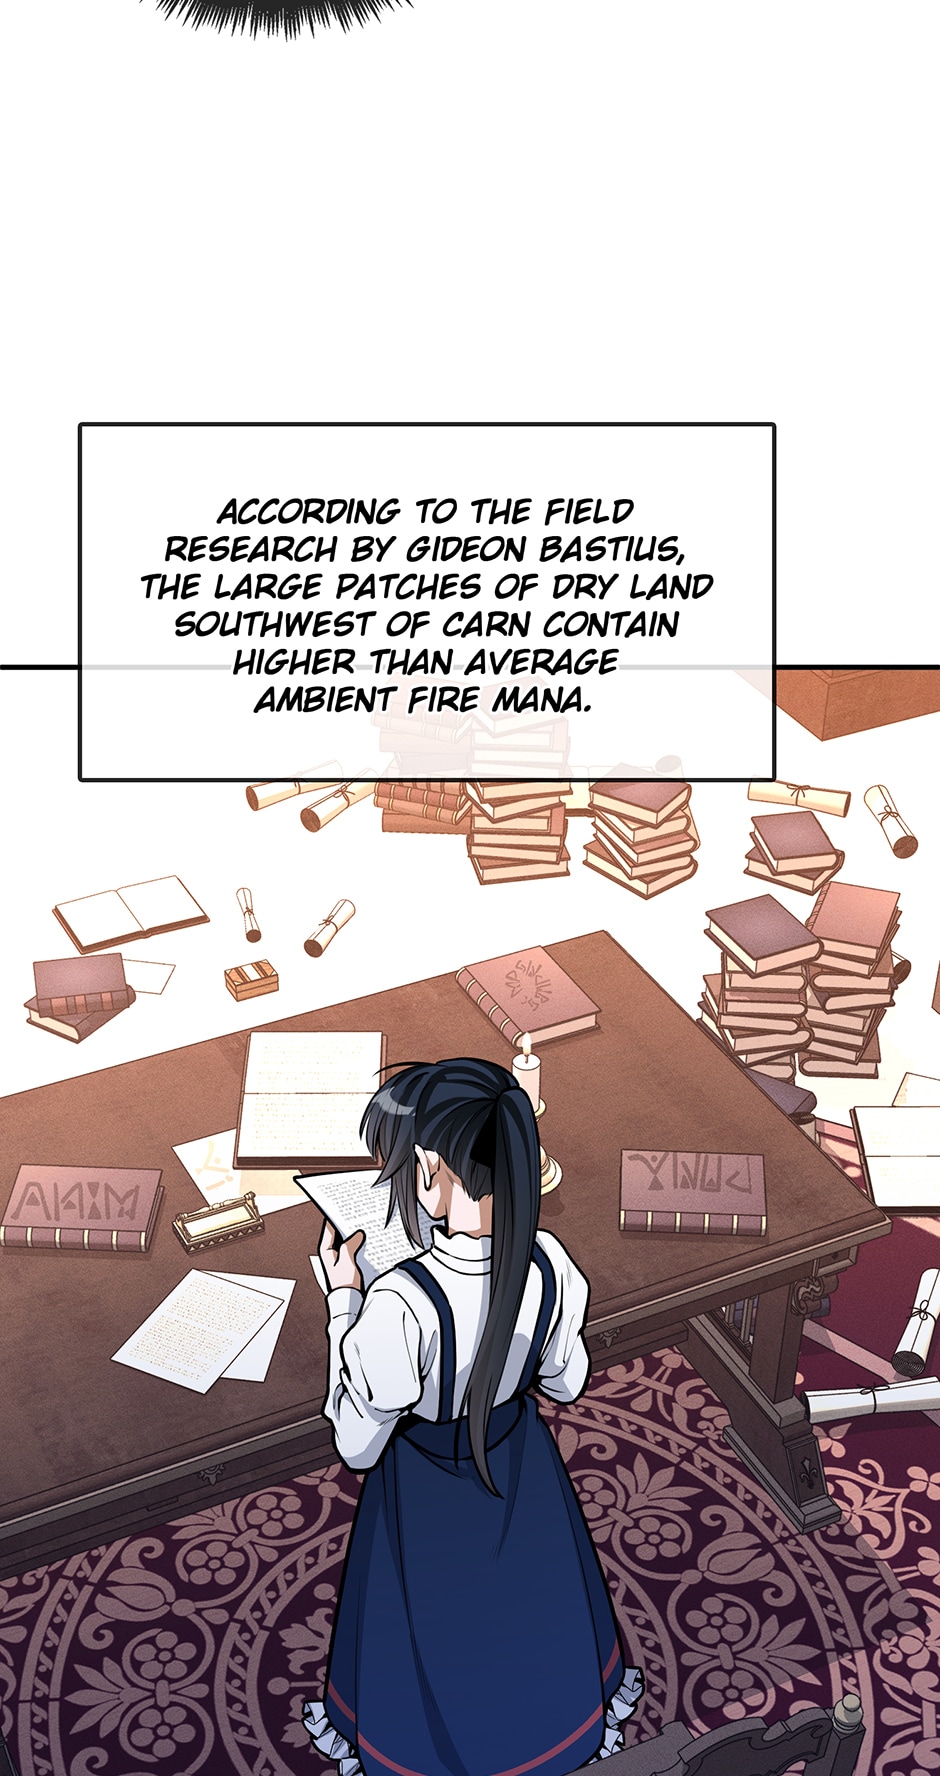 ACCORDING TO THE FIELD
RESEARCH BY GIDEON BASTIUS,
THE LARGE PATCHES OF DRY LAND
SOUTHWEST OF CARN CONTAIN
HIGHER THAN AVERAGE
AMBIENT FIRE MANA.